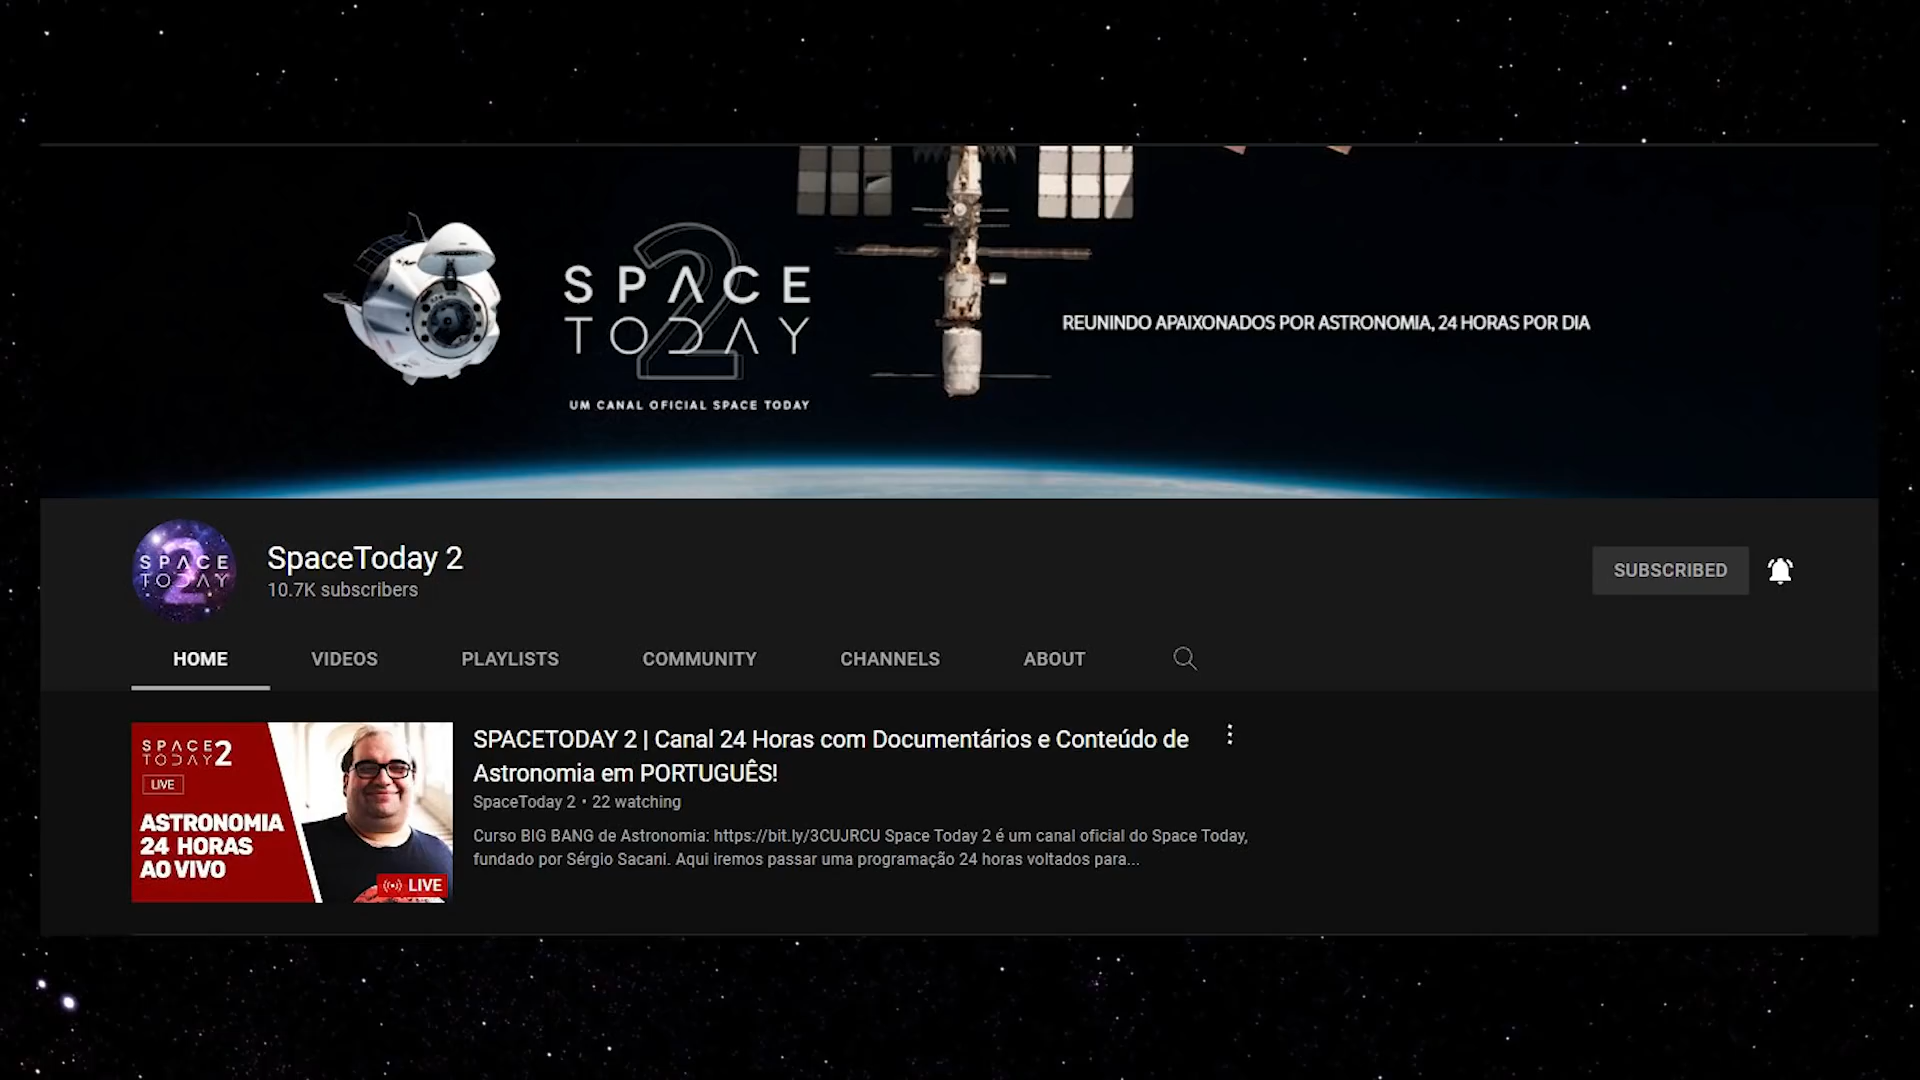 SPACE
TODAY
2
UM CANAL OFICIAL SPACE TODAY
REUNINDO APAIXONADOS POR ASTRONOMIA, 24 HORAS POR DIA
SPACE
TODAY
2
SpaceToday 2
10.7K subscribers
SUBSCRIBED
HOME
VIDEOS
PLAYLISTS
COMMUNITY
CHANNELS
ABOUT
SPACE
TODAY 2
LIVE
ASTRONOMIA
24 HORAS
AO VIVO
LIVE
SPACETODAY 2 | Canal 24 Horas com Documentários e Conteúdo de
Astronomia em PORTUGUÊS!
SpaceToday 2 • 22 watching
Curso BIG BANG de Astronomia: https://bit.ly/3CUJRCU Space Today 2 é um canal oficial do Space Today,
fundado por Sérgio Sacani. Aqui iremos passar uma programação 24 horas voltados para...